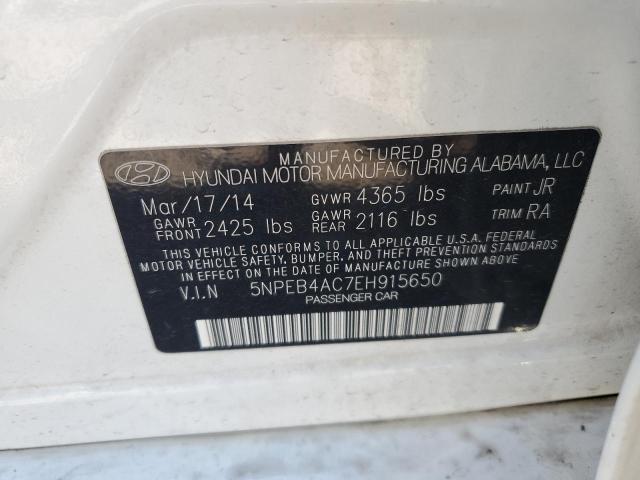 MANUFACTURED BY
HYUNDAI MOTOR MANUFACTURING ALABAMA, LLC
Mar/17/14 GVWR 4365 lbs PAINT JR
GAWR FRONT 2425 lbs GAWR REAR 2116 lbs TRIM RA
THIS VEHICLE CONFORMS TO ALL APPLICABLE U.S.A. FEDERAL
MOTOR VEHICLE SAFETY, BUMPER, AND THEFT PREVENTION STANDARDS
IN EFFECT ON THE DATE OF MANUFACTURE SHOWN ABOVE.
V.I.N 5NPEB4AC7EH915650
PASSENGER CAR